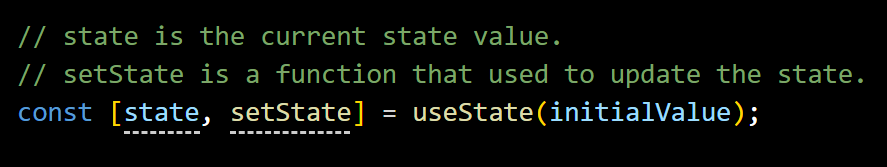 // state is the current state value.
// setState is a function that used to update the state.
const [state, setState] = useState(initialValue);